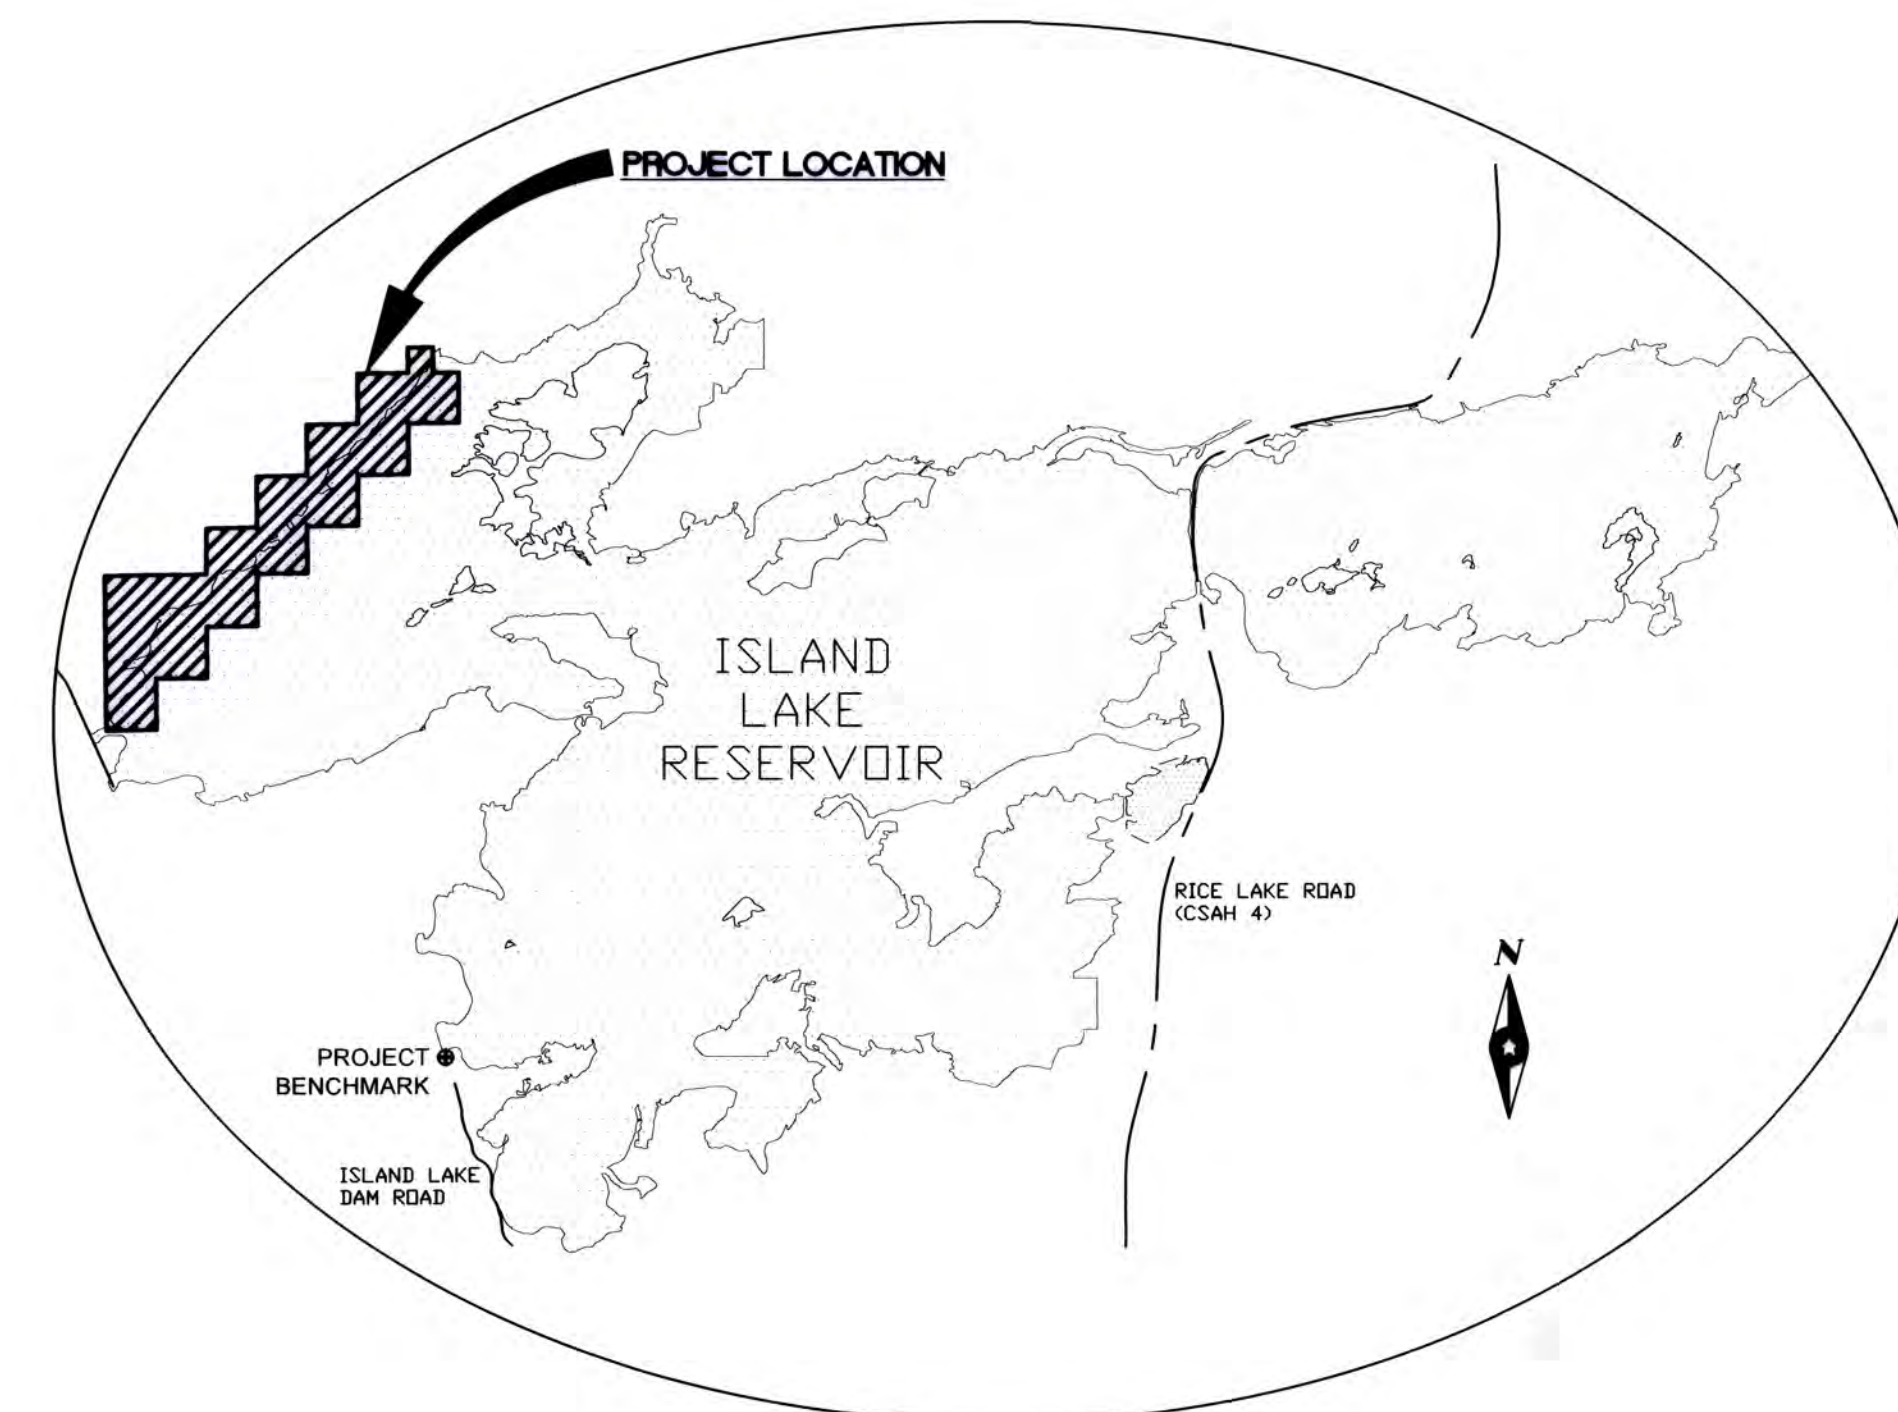 PROJECT LOCATION
ISLAND
LAKE
RESERVOIR
RICE LAKE ROAD
(CSAH 4)
N
PROJECT
BENCHMARK
ISLAND LAKE
DAM ROAD